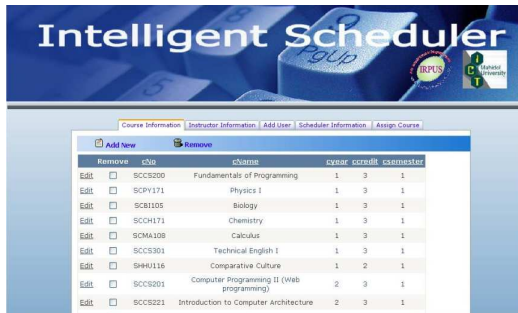 Intelligent Scheduler
PgUp
IRPUS
I
C
T
Mahidol
University
Course Information Instructor Information Add User Scheduler Information Assign Course
Add New Remove
Remove cNo cName cyear ccredit csemester
Edit SCCS200 Fundamentals of Programming 1 3 1
Edit SCPY171 Physics I 1 3 1
Edit SCBI105 Biology 1 3 1
Edit SCCH171 Chemistry 1 3 1
Edit SCMA108 Calculus 1 3 1
Edit SCCS301 Technical English I 1 3 1
Edit SHHU116 Comparative Culture 1 2 1
Edit SCCS201 Computer Programming II (Web programming) 2 3 1
Edit SCCS221 Introduction to Computer Architecture 2 3 1